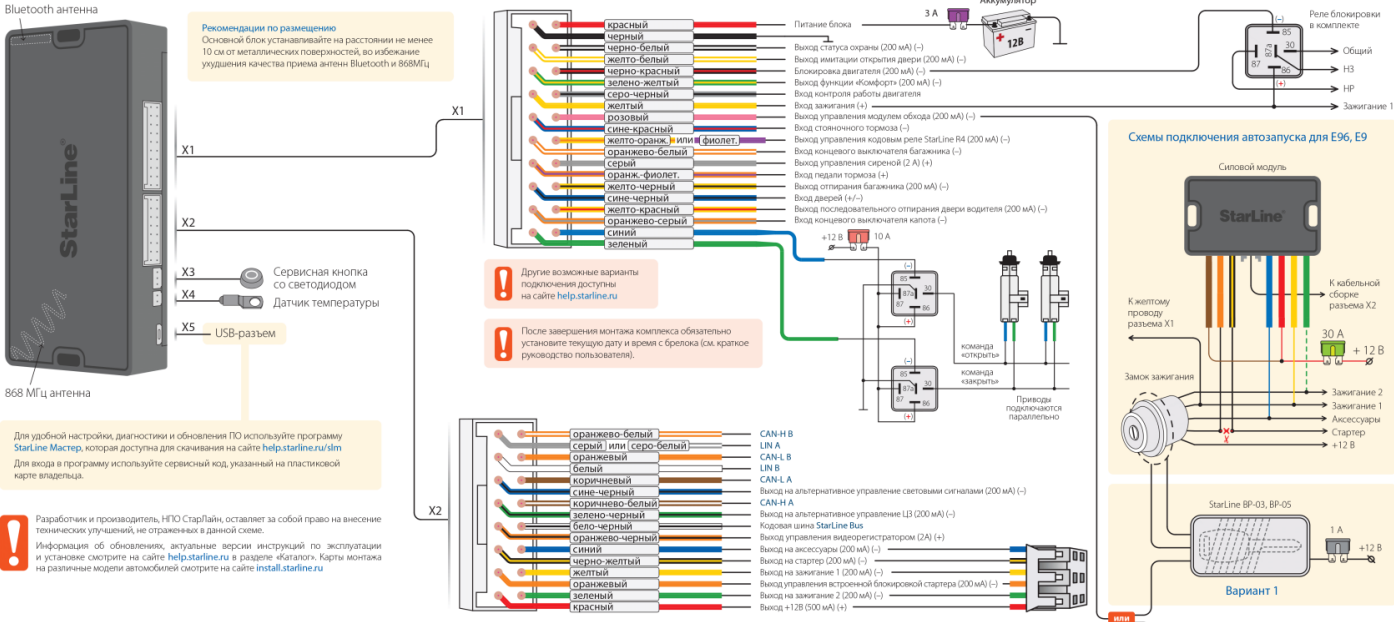 Bluetooth антенна
Рекомендации по размещению
Основной блок устанавливайте на расстоянии не менее
10 см от металлических поверхностей, во избежание
ухудшения качества приема антенн Bluetooth и 868МГц
StarLine®
868 МГц антенна
X1
X2
X3
X4
X5
Сервисная кнопка
со светодиодом
Датчик температуры
USB-разъем
Для удобной настройки, диагностики и обновления ПО используйте программу
StarLine Мастер, которая доступна для скачивания на сайте help.starline.ru/slm
Для входа в программу используйте сервисный код, указанный на пластиковой
карте владельца.
Разработчик и производитель, НПО СтарЛайн, оставляет за собой право на внесение
технических улучшений, не отраженных в данной схеме.
Информация об обновлениях, актуальные версии инструкций по эксплуатации
и установке смотрите на сайте help.starline.ru в разделе «Каталог». Карты монтажа
на различные модели автомобилей смотрите на сайте install.starline.ru
X1
красный Питание блока
черный
черно-белый Выход статуса охраны (200 мА) (–)
желто-белый Выход имитации открытия двери (200 мА) (–)
черно-красный Блокировка двигателя (200 мА) (–)
зелено-желтый Выход функции «Комфорт» (200 мА) (–)
серо-черный Вход контроля работы двигателя
желтый Вход зажигания (+)
розовый Выход управления модулем обхода (200 мА) (–)
сине-красный Вход стояночного тормоза (–)
желто-оранж. или фиолет. Выход управления кодовым реле StarLine R4 (200 мА) (–)
оранжево-белый Вход концевого выключателя багажника (–)
серый Выход управления сиреной (2 А) (+)
оранж.-фиолет. Вход педали тормоза (+)
желто-черный Выход отпирания багажника (200 мА) (–)
сине-черный Вход дверей (+/–)
желто-красный Выход последовательного отпирания двери водителя (200 мА) (–)
оранжево-серый Вход концевого выключателя капота (–)
синий
зеленый
3 А
Аккумулятор
12В
Реле блокировки
в комплекте
(–)
85
87a
30
87
86
(+)
Общий
НЗ
НР
Зажигание 1
Другие возможные варианты
подключения доступны
на сайте help.starline.ru
После завершения монтажа комплекса обязательно
установите текущую дату и время с брелока (см. краткое
руководство пользователя).
+12 В
10 А
(–)
85
87a
30
87
86
(+)
(–)
85
87a
30
87
86
(+)
команда
«открыть»
команда
«закрыть»
Приводы
подключаются
параллельно
X2
оранжево-белый CAN-H B
серый или серо-белый LIN A
оранжевый CAN-L B
белый LIN B
коричневый CAN-L A
сине-черный Выход на альтернативное управление световыми сигналами (200 мА) (–)
коричнево-белый CAN-H A
зелено-черный Выход на альтернативное управление ЦЗ (200 мА) (–)
бело-черный Кодовая шина StarLine Bus
оранжево-черный Выход управления видеорегистратором (2А) (+)
синий Выход на аксессуары (200 мА) (–)
черно-желтый Выход на стартер (200 мА) (–)
желтый Выход на зажигание 1 (200 мА) (–)
оранжевый Выход управления встроенной блокировкой стартера (200 мА) (–)
зеленый Выход на зажигание 2 (200 мА) (–)
красный Выход +12В (500 мА) (+)
Схемы подключения автозапуска для E96, E9
Силовой модуль
StarLine®
К кабельной
сборке
разъема X2
К желтому
проводу
разъема X1
30 А
+ 12 В
Замок зажигания
Зажигание 2
Зажигание 1
Аксессуары
Стартер
+12 В
StarLine BP-03, BP-05
1 А
+12 В
Вариант 1
или